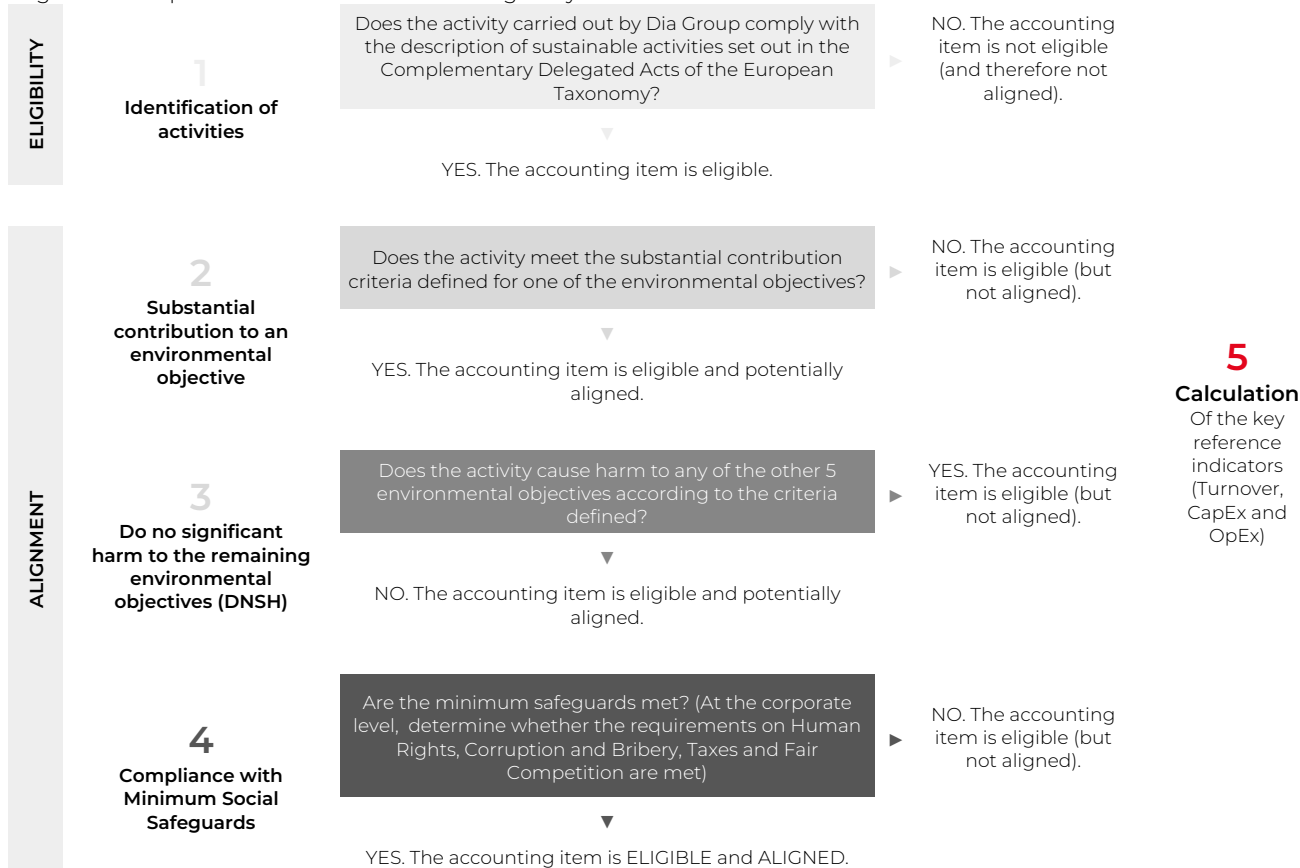 ELIGIBILITY
1
Identification of
activities
Does the activity carried out by Dia Group comply with
the description of sustainable activities set out in the
Complementary Delegated Acts of the European
Taxonomy?
NO. The accounting
item is not eligible
(and therefore not
aligned).
YES. The accounting item is eligible.
ALIGNMENT
2
Substantial
contribution to an
environmental
objective
Does the activity meet the substantial contribution
criteria defined for one of the environmental objectives?
NO. The accounting
item is eligible (but
not aligned).
YES. The accounting item is eligible and potentially
aligned.
3
Do no significant
harm to the remaining
environmental
objectives (DNSH)
Does the activity cause harm to any of the other 5
environmental objectives according to the criteria
defined?
YES. The accounting
item is eligible (but
not aligned).
NO. The accounting item is eligible and potentially
aligned.
4
Compliance with
Minimum Social
Safeguards
Are the minimum safeguards met? (At the corporate
level, determine whether the requirements on Human
Rights, Corruption and Bribery, Taxes and Fair
Competition are met)
NO. The accounting
item is eligible (but
not aligned).
YES. The accounting item is ELIGIBLE and ALIGNED.
5
Calculation
Of the key
reference
indicators
(Turnover,
CapEx and
OpEx)